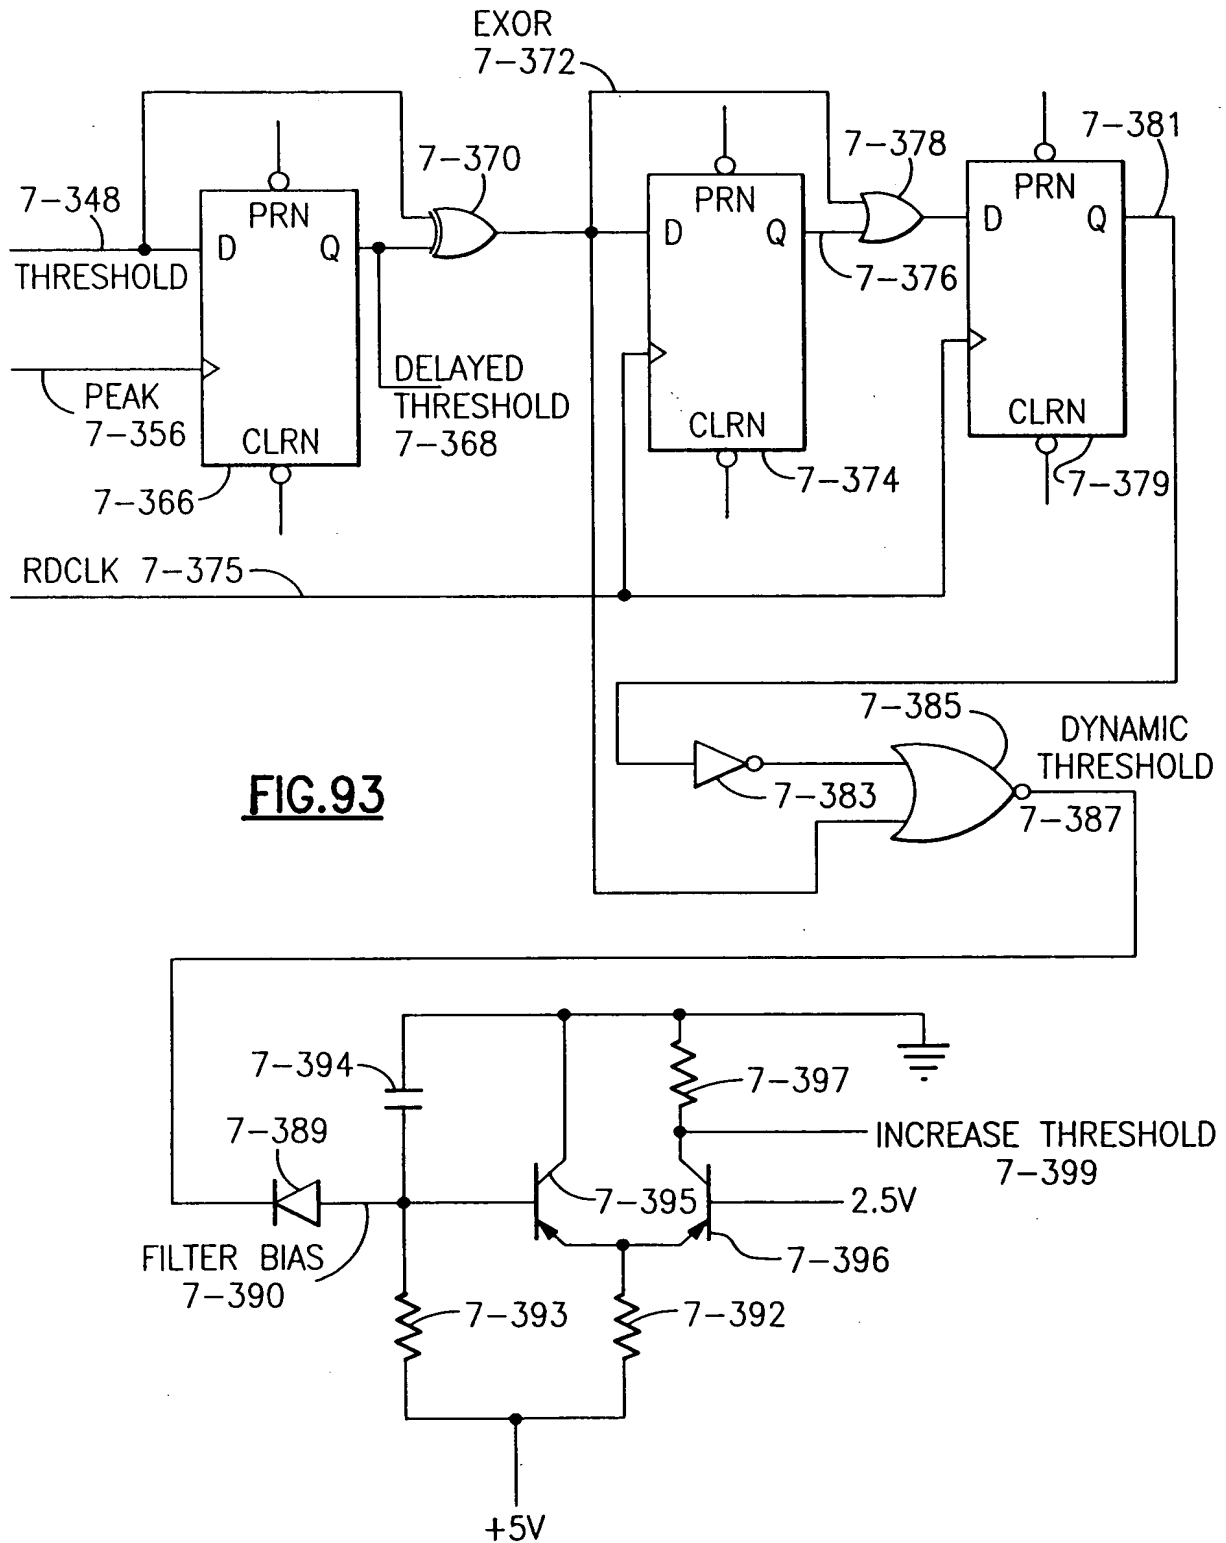 EXOR
7-372
7-381
7-370
7-378
7-348
PRN
PRN
PRN
D
Q
D
Q
D
Q
THRESHOLD
7-376
DELAYED
THRESHOLD
7-368
PEAK
7-356
CLRN
CLRN
CLRN
7-366
7-374
7-379
RDCLK 7-375
7-385
DYNAMIC
THRESHOLD
7-383
7-387
FIG.93
7-394
7-397
7-389
INCREASE THRESHOLD
7-399
7-395
2.5V
FILTER BIAS
7-390
7-396
7-393
7-392
+5V